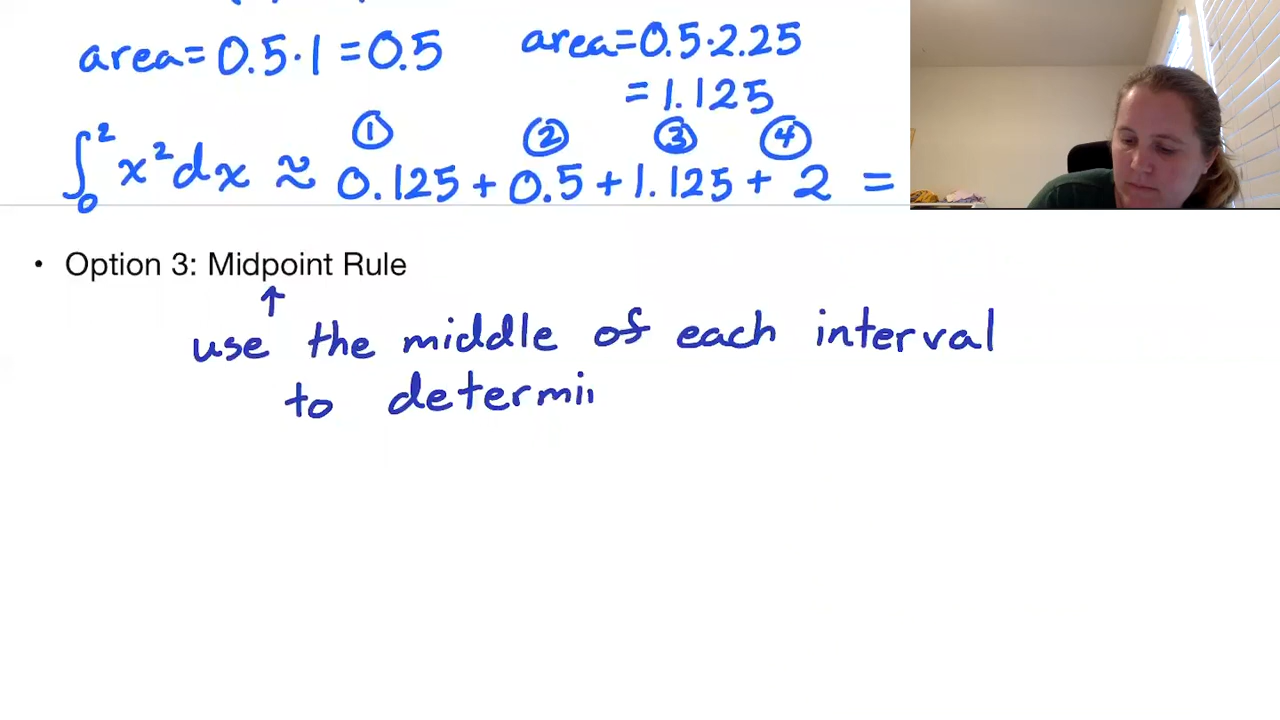 area=0.5·1=0.5
area=0.5·2.25
=1.125
① ② ③ ④
∫₀² x² dx ≈ 0.125 + 0.5 + 1.125 + 2 =
• Option 3: Midpoint Rule
↑
use the middle of each interval
to determi